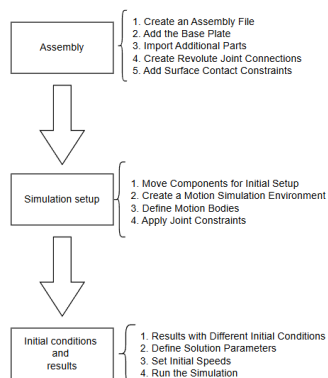 Assembly
1. Create an Assembly File
2. Add the Base Plate
3. Import Additional Parts
4. Create Revolute Joint Connections
5. Add Surface Contact Constraints
Simulation setup
1. Move Components for Initial Setup
2. Create a Motion Simulation Environment
3. Define Motion Bodies
4. Apply Joint Constraints
Initial conditions
and
results
1. Results with Different Initial Conditions
2. Define Solution Parameters
3. Set Initial Speeds
4. Run the Simulation